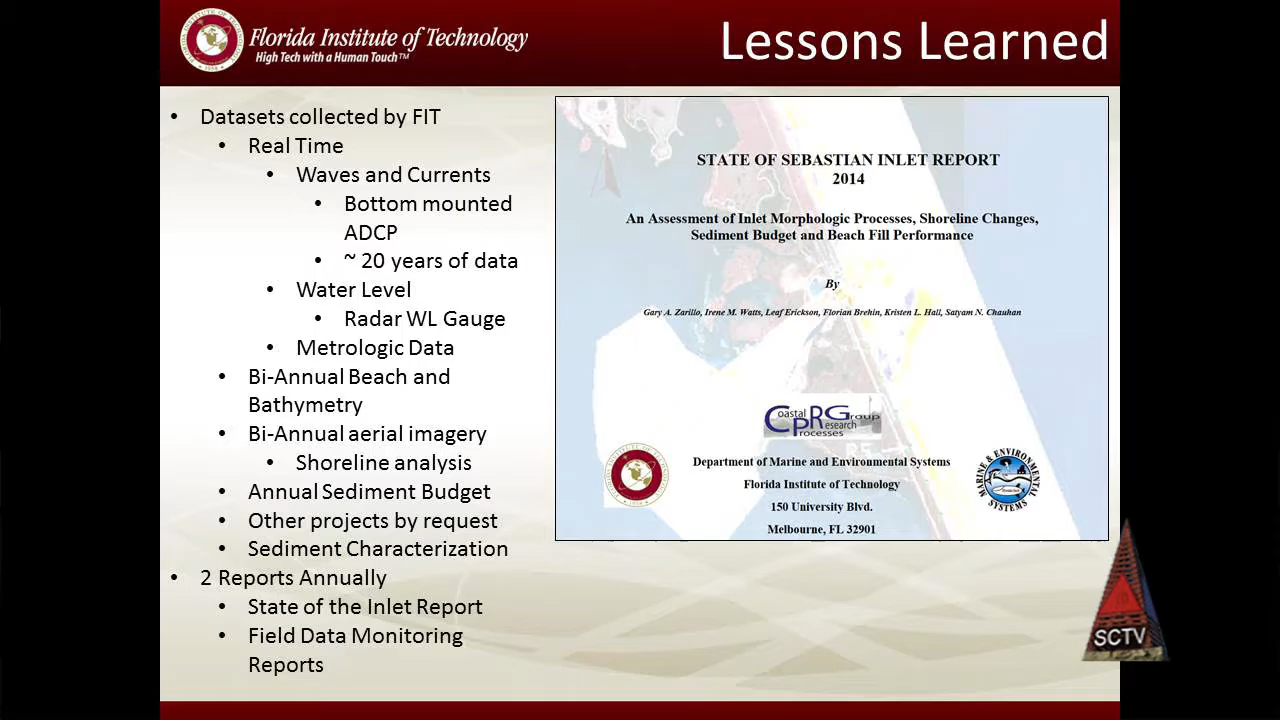 Florida Institute of Technology
High Tech with a Human Touch™
Lessons Learned
• Datasets collected by FIT
• Real Time
• Waves and Currents
• Bottom mounted
ADCP
• ~ 20 years of data
• Water Level
• Radar WL Gauge
• Metrologic Data
• Bi-Annual Beach and
Bathymetry
• Bi-Annual aerial imagery
• Shoreline analysis
• Annual Sediment Budget
• Other projects by request
• Sediment Characterization
• 2 Reports Annually
• State of the Inlet Report
• Field Data Monitoring
Reports
STATE OF SEBASTIAN INLET REPORT
2014
An Assessment of Inlet Morphologic Processes, Shoreline Changes,
Sediment Budget and Beach Fill Performance
By
Gary A. Zarillo, Irene M. Watts, Leaf Erickson, Florian Brehin, Kristen L. Hall, Satyam N. Chauhan
Coastal
Processes
Research
Group
Department of Marine and Environmental Systems
Florida Institute of Technology
150 University Blvd.
Melbourne, FL 32901
MARINE & ENVIRONMENTAL
SYSTEMS
SCTV